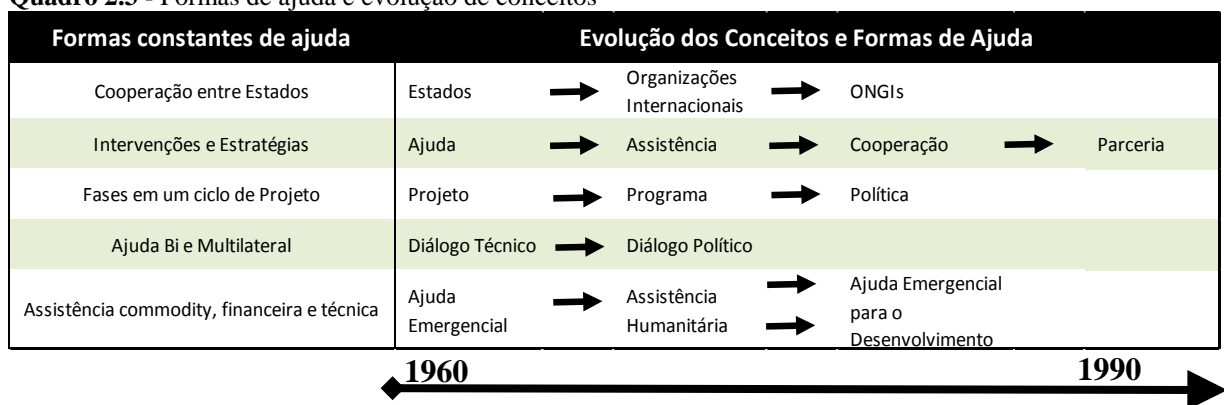 Quadro 2.3 - Formas de ajuda e evolução de conceitos
Formas constantes de ajuda Evolução dos Conceitos e Formas de Ajuda
Cooperação entre Estados Estados Organizações Internacionais ONGIs
Intervenções e Estratégias Ajuda Assistência Cooperação Parceria
Fases em um ciclo de Projeto Projeto Programa Política
Ajuda Bi e Multilateral Diálogo Técnico Diálogo Político
Assistência commodity, financeira e técnica Ajuda Emergencial Assistência Humanitária Ajuda Emergencial para o Desenvolvimento
1960 1990